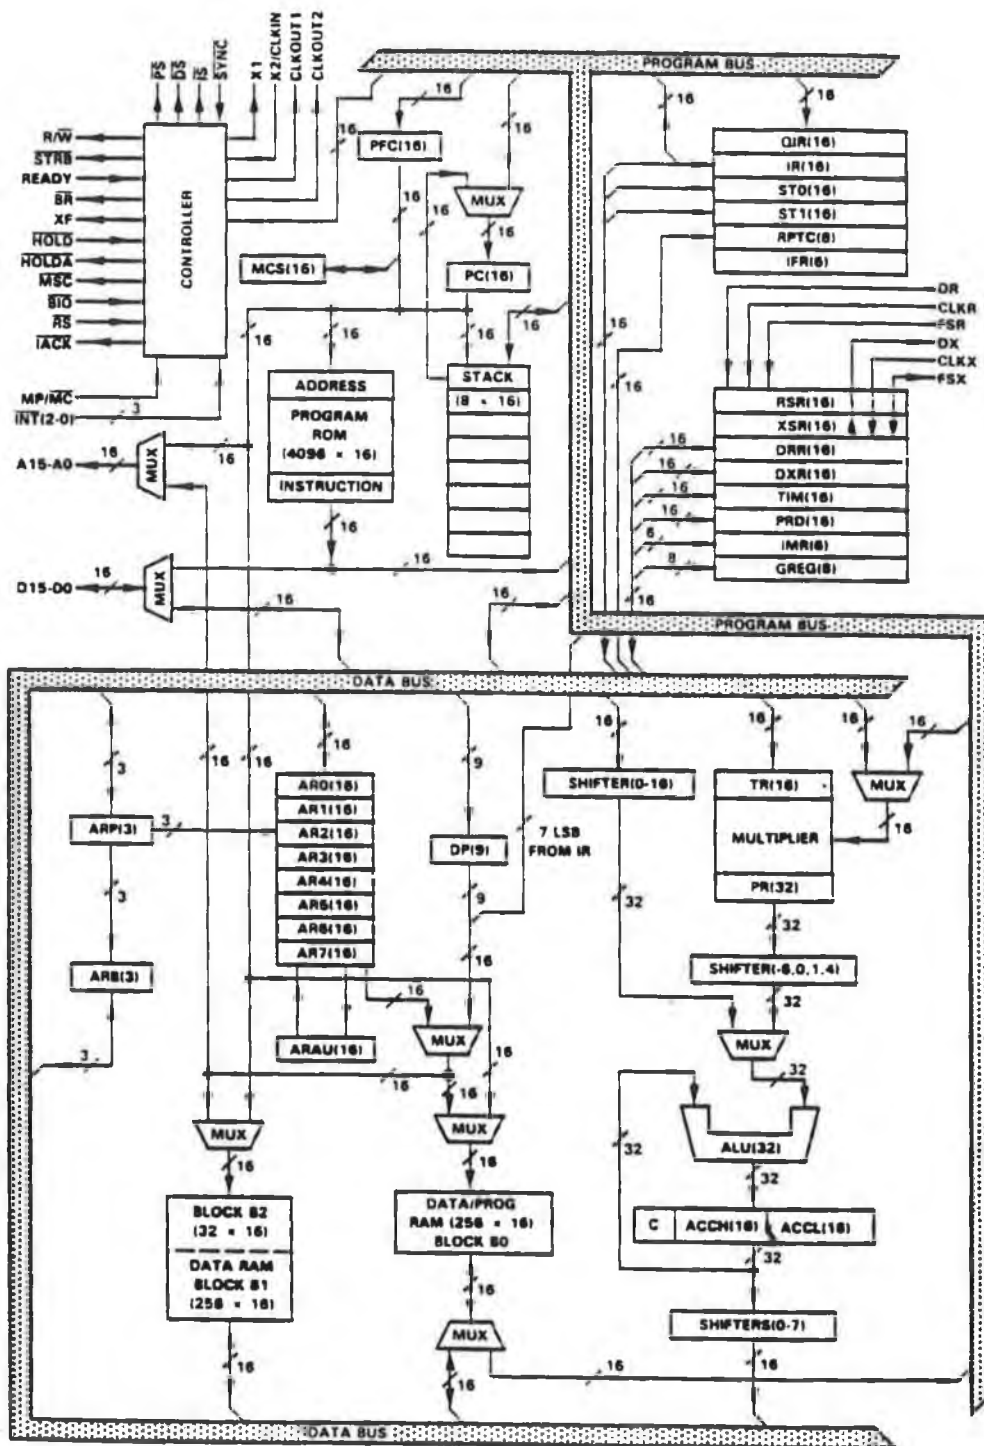 PS
DS
IS
SYNC
X1
X2/CLKIN
CLKOUT1
CLKOUT2
PROGRAM BUS
R/W
STRB
READY
BR
XF
HOLD
HOLDA
MSC
BIO
RS
IACK
CONTROLLER
MP/MC
INT(2-0)
3
16
16
16
16
16
PFC(16)
16
16
MUX
16
MCS(16)
PC(16)
16
16
16
16
QIR(16)
IR(16)
ST0(16)
ST1(16)
RPTC(8)
IFR(6)
DR
CLKR
FSR
DX
CLKX
FSX
16
16
ADDRESS
PROGRAM
ROM
(4096 × 16)
INSTRUCTION
16
STACK
(8 × 16)
RSR(16)
XSR(16)
DRR(16)
DXR(16)
TIM(16)
PRD(16)
IMR(6)
GREG(8)
16
16
16
16
6
8
16
A15-A0
16
MUX
16
D15-D0
16
MUX
16
16
16
PROGRAM BUS
DATA BUS
3
16
16
16
9
16
16
16
16
ARP(3)
3
AR0(16)
AR1(16)
AR2(16)
AR3(16)
AR4(16)
AR5(16)
AR6(16)
AR7(16)
DP(9)
7 LSB
FROM IR
SHIFTER(0-16)
TR(16)
MULTIPLIER
PR(32)
MUX
16
3
9
32
32
ARB(3)
16
16
SHIFTER(-6,0,1,4)
32
ARAU(16)
MUX
MUX
3
16
16
16
32
MUX
16
MUX
16
32
ALU(32)
32
BLOCK B2
(32 × 16)
DATA RAM
BLOCK B1
(256 × 16)
DATA/PROG
RAM (256 × 16)
BLOCK B0
C
ACCH(16)
ACCL(16)
32
16
SHIFTERS(0-7)
MUX
16
16
16
16
DATA BUS